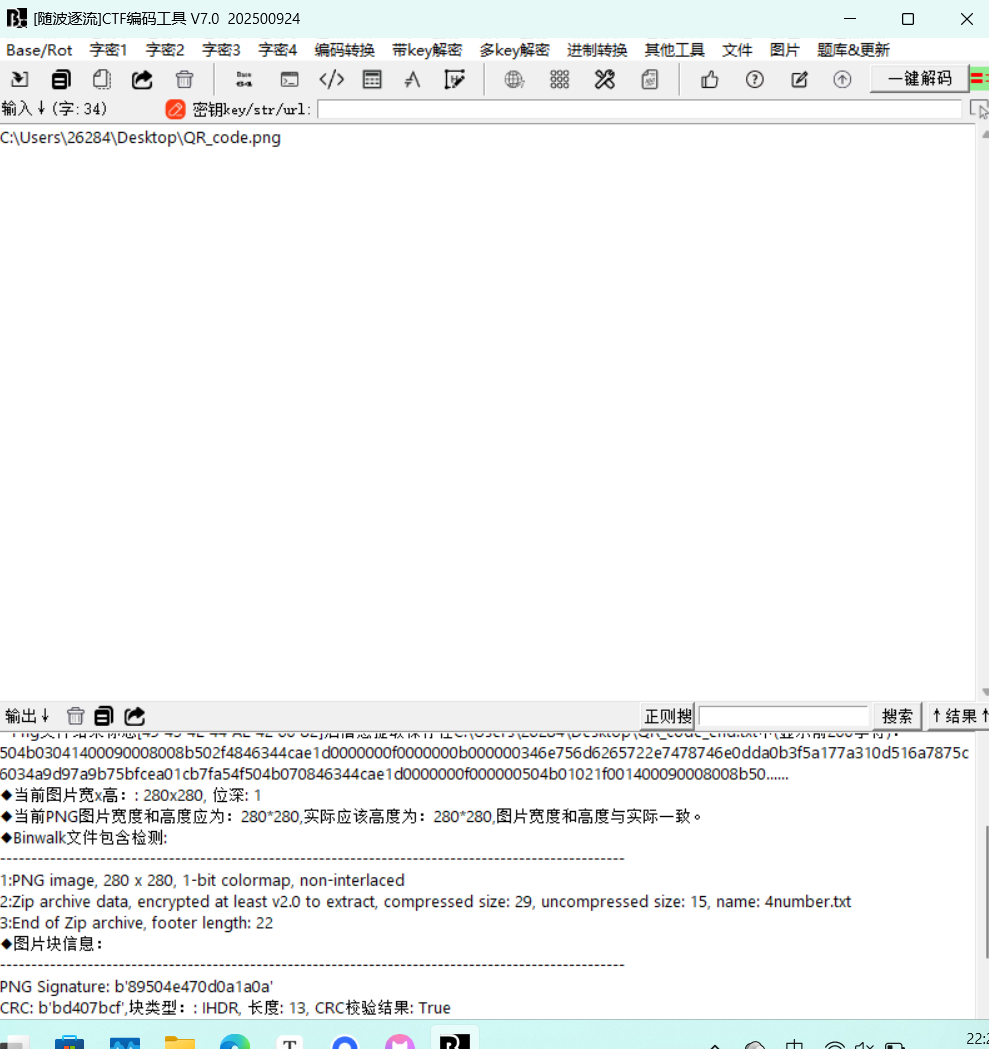 [随波逐流]CTF编码工具 V7.0 202500924
Base/Rot 字密1 字密2 字密3 字密4 编码转换 带key解密 多key解密 进制转换 其他工具 文件 图片 题库&更新
一键解码
输入↓(字: 34) 密钥key/str/url:
C:\Users\26284\Desktop\QR_code.png
输出↓ 正则搜 搜索 ↑结果↑
504b03041400090008008b502f4846344cae1d0000000f0000000b000000346e756d6265722e7478746e0dda0b3f5a177a310d516a7875c
6034a9d97a9b75bfcea01cb7fa54f504b070846344cae1d0000000f000000504b01021f001400090008008b50......
◆当前图片宽x高: : 280x280, 位深: 1
◆当前PNG图片宽度和高度应为: 280*280,实际应该高度为: 280*280,图片宽度和高度与实际一致。
◆Binwalk文件包含检测:
----------------------------------------------------------------------------------------------------
1:PNG image, 280 x 280, 1-bit colormap, non-interlaced
2:Zip archive data, encrypted at least v2.0 to extract, compressed size: 29, uncompressed size: 15, name: 4number.txt
3:End of Zip archive, footer length: 22
◆图片块信息:
----------------------------------------------------------------------------------------------------
PNG Signature: b'89504e470d0a1a0a'
CRC: b'bd407bcf',块类型: : IHDR, 长度: 13, CRC校验结果: True
中